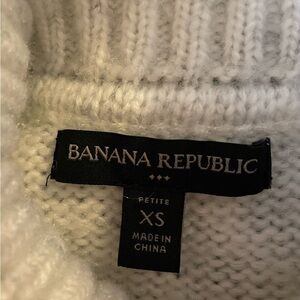 BANANA REPUBLIC
PETITE
XS
MADE IN
CHINA